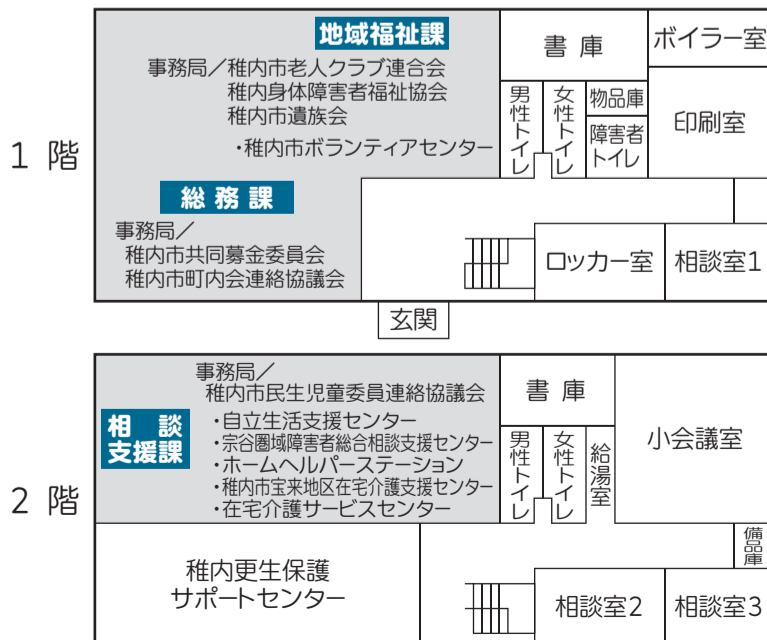 1 階
地域福祉課
事務局／稚内市老人クラブ連合会
稚内身体障害者福祉協会
稚内市遺族会
・稚内市ボランティアセンター
総務課
事務局／
稚内市共同募金委員会
稚内市町内会連絡協議会
書 庫
ボイラー室
男性トイレ
女性トイレ
物品庫
障害者
トイレ
印刷室
ロッカー室
相談室1
玄関
2 階
事務局／
稚内市民生児童委員連絡協議会
相 談
支援課
・自立生活支援センター
・宗谷圏域障害者総合相談支援センター
・ホームヘルパーステーション
・稚内市宝来地区在宅介護支援センター
・在宅介護サービスセンター
書 庫
男性トイレ
女性トイレ
給湯室
小会議室
備品庫
稚内更生保護
サポートセンター
相談室2
相談室3